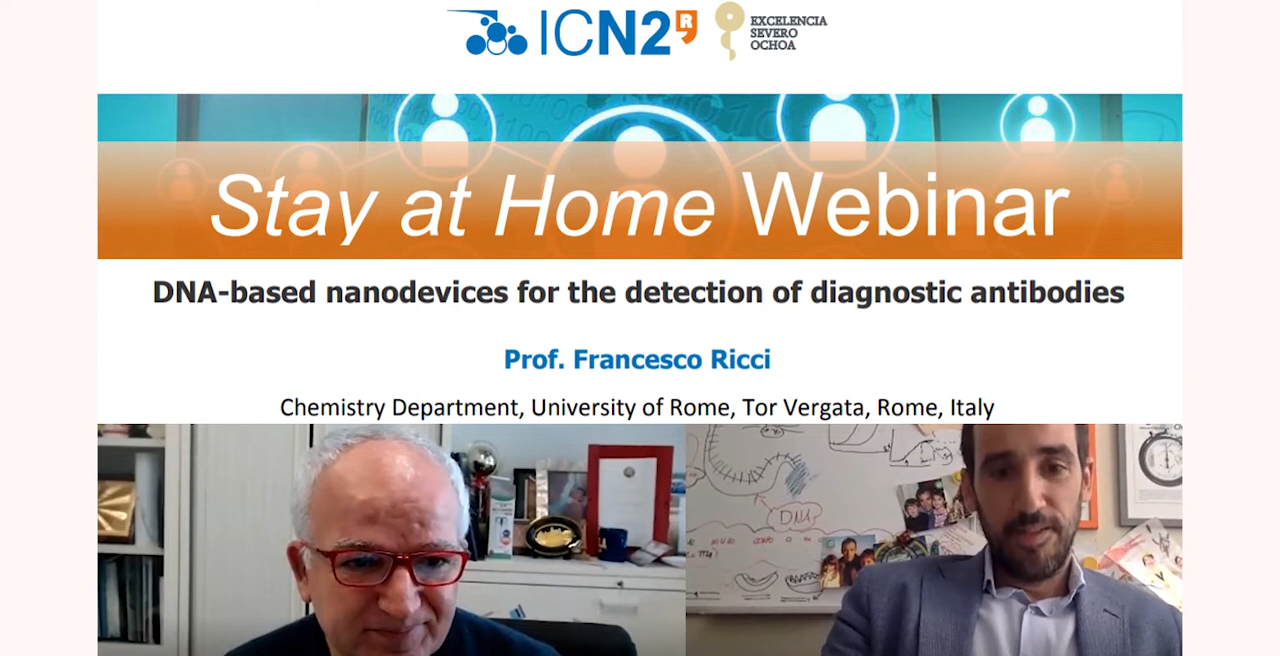 ICN2R
EXCELENCIA
SEVERO
OCHOA
Stay at Home Webinar
DNA-based nanodevices for the detection of diagnostic antibodies
Prof. Francesco Ricci
Chemistry Department, University of Rome, Tor Vergata, Rome, Italy
DNA